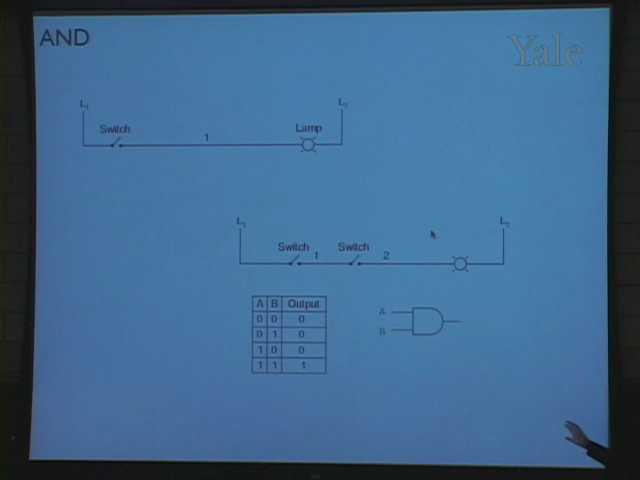 AND
Yale
L1 L2
Switch Lamp
1
L1 L2
Switch Switch
1 2
A B Output
0 0 0
0 1 0
1 0 0
1 1 1
A
B